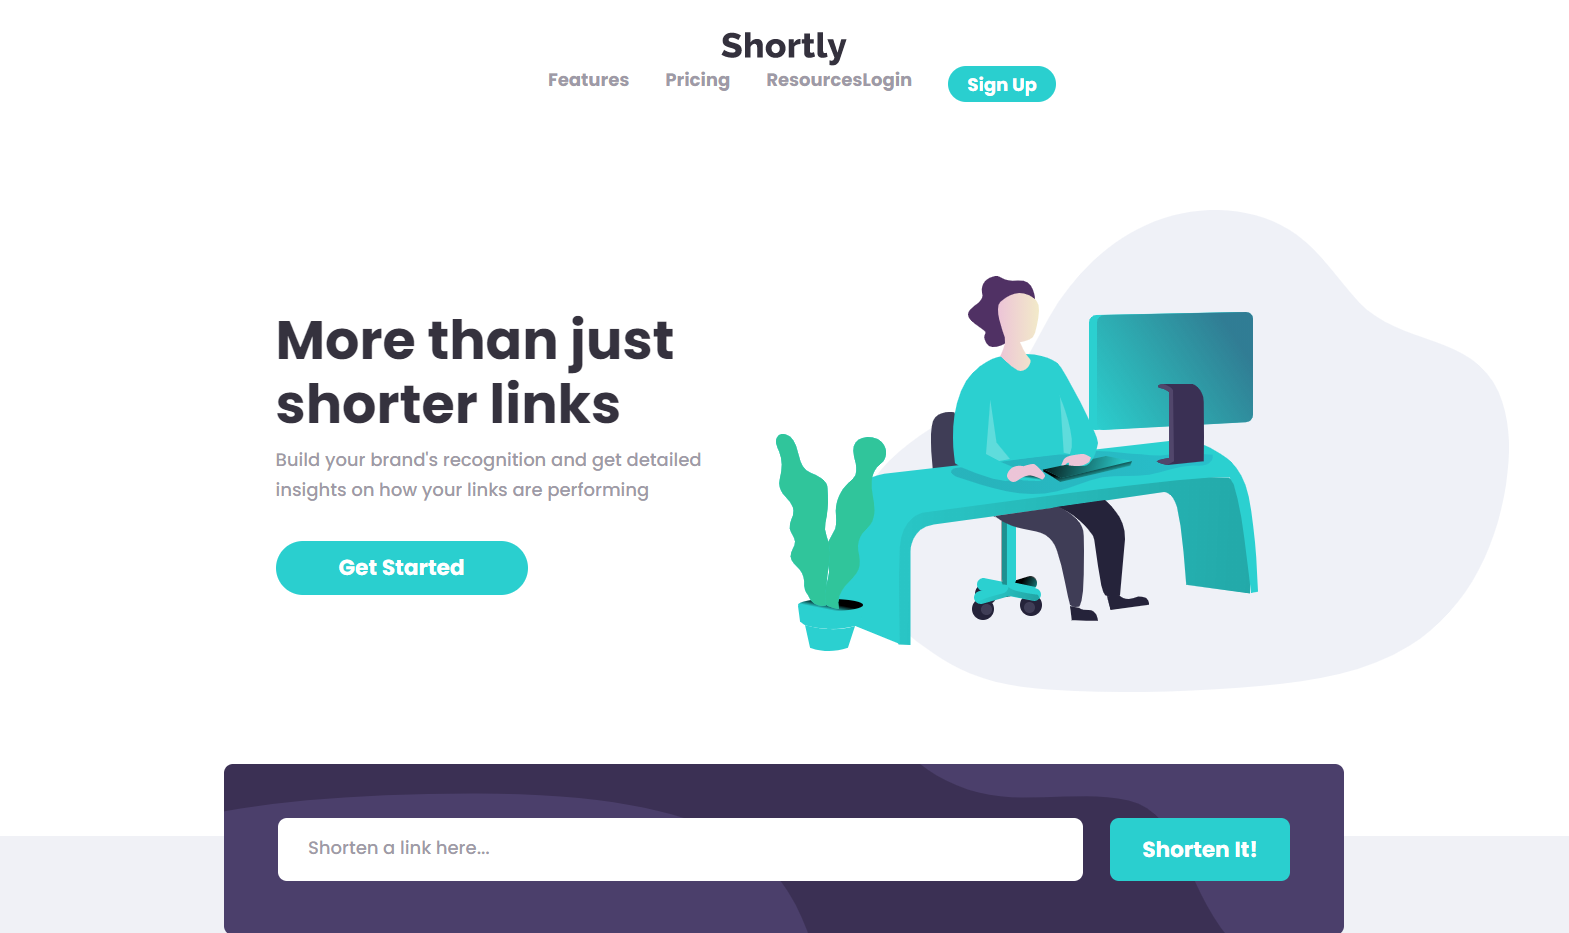 Shortly
Features Pricing ResourcesLogin Sign Up
More than just
shorter links
Build your brand's recognition and get detailed
insights on how your links are performing
Get Started
Shorten a link here...
Shorten It!